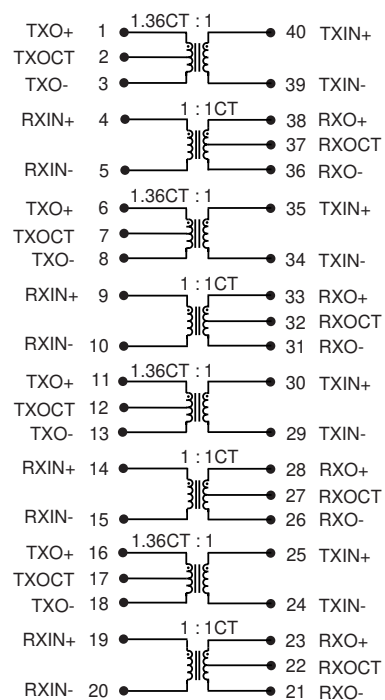 1.36CT : 1
TXO+ 1 40 TXIN+
TXOCT 2
TXO- 3 39 TXIN-
1 : 1CT
RXIN+ 4 38 RXO+
37 RXOCT
RXIN- 5 36 RXO-
1.36CT : 1
TXO+ 6 35 TXIN+
TXOCT 7
TXO- 8 34 TXIN-
1 : 1CT
RXIN+ 9 33 RXO+
32 RXOCT
RXIN- 10 31 RXO-
1.36CT : 1
TXO+ 11 30 TXIN+
TXOCT 12
TXO- 13 29 TXIN-
1 : 1CT
RXIN+ 14 28 RXO+
27 RXOCT
RXIN- 15 26 RXO-
1.36CT : 1
TXO+ 16 25 TXIN+
TXOCT 17
TXO- 18 24 TXIN-
1 : 1CT
RXIN+ 19 23 RXO+
22 RXOCT
RXIN- 20 21 RXO-